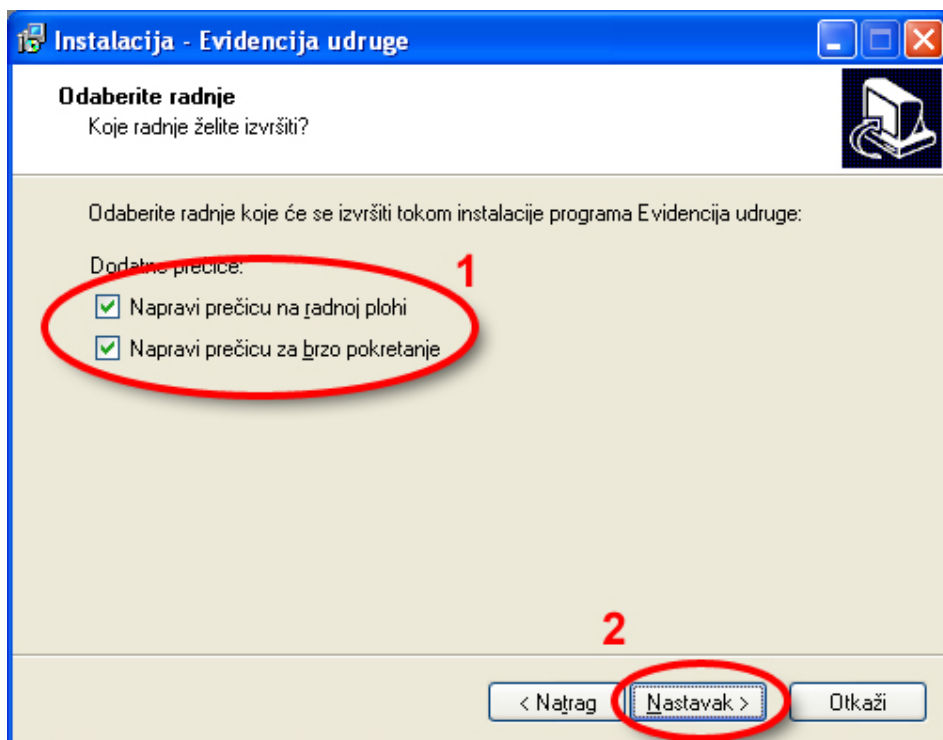 Instalacija - Evidencija udruge
Odaberite radnje
Koje radnje želite izvršiti?
Odaberite radnje koje će se izvršiti tokom instalacije programa Evidencija udruge:
Dodatne prečice:
1
Napravi prečicu na radnoj plohi
Napravi prečicu za brzo pokretanje
2
< Natrag
Nastavak >
Otkaži